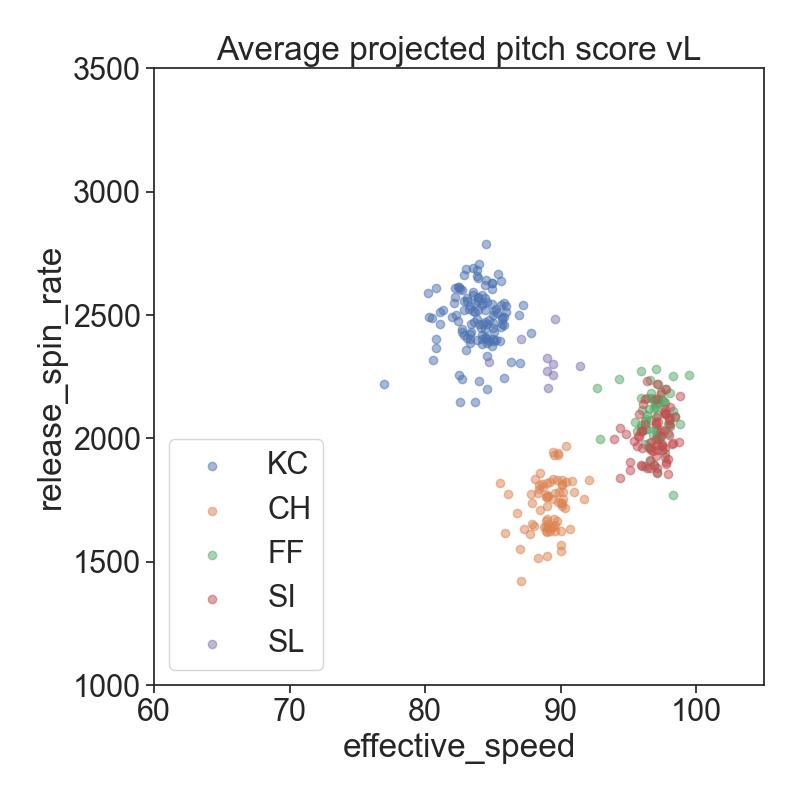 Average projected pitch score vL
3500
3000
2500
2000
1500
1000
release_spin_rate
KC
CH
FF
SI
SL
60 70 80 90 100
effective_speed